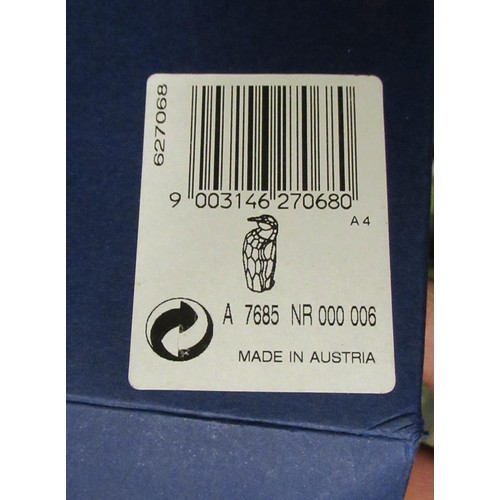 627068
9 003146 270680
A 4
A 7685 NR 000 006
MADE IN AUSTRIA